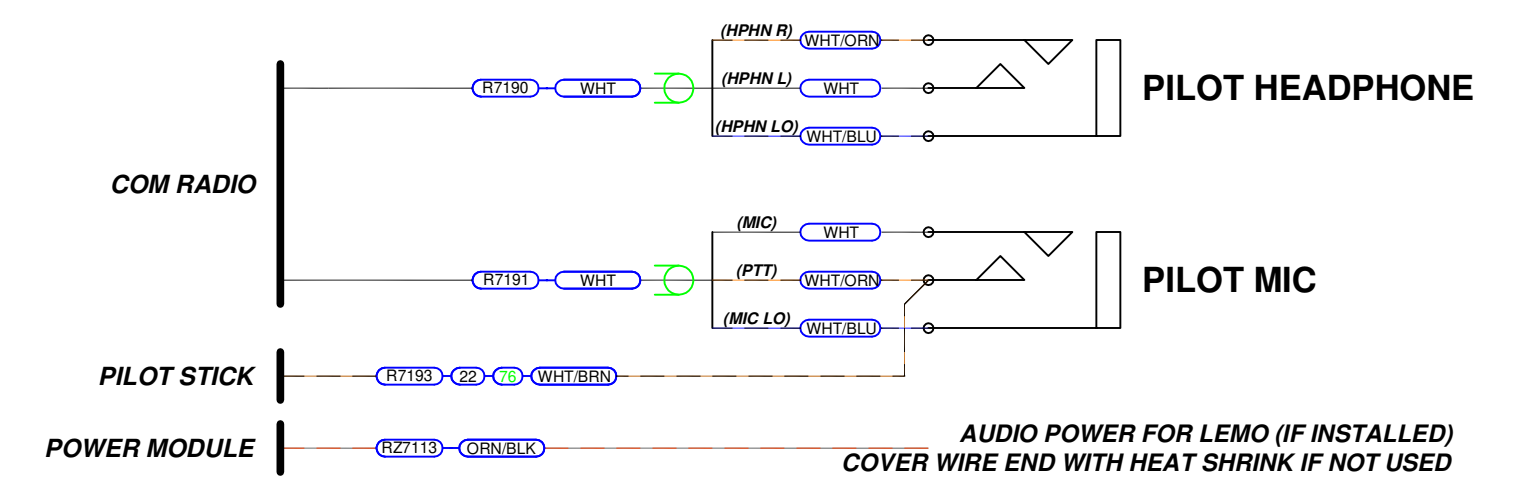 (HPHN R) WHT/ORN
R7190 WHT (HPHN L) WHT PILOT HEADPHONE
(HPHN LO) WHT/BLU
COM RADIO
(MIC) WHT
R7191 WHT (PTT) WHT/ORN PILOT MIC
(MIC LO) WHT/BLU
PILOT STICK R7193 22 76 WHT/BRN
POWER MODULE RZ7113 ORN/BLK
AUDIO POWER FOR LEMO (IF INSTALLED)
COVER WIRE END WITH HEAT SHRINK IF NOT USED